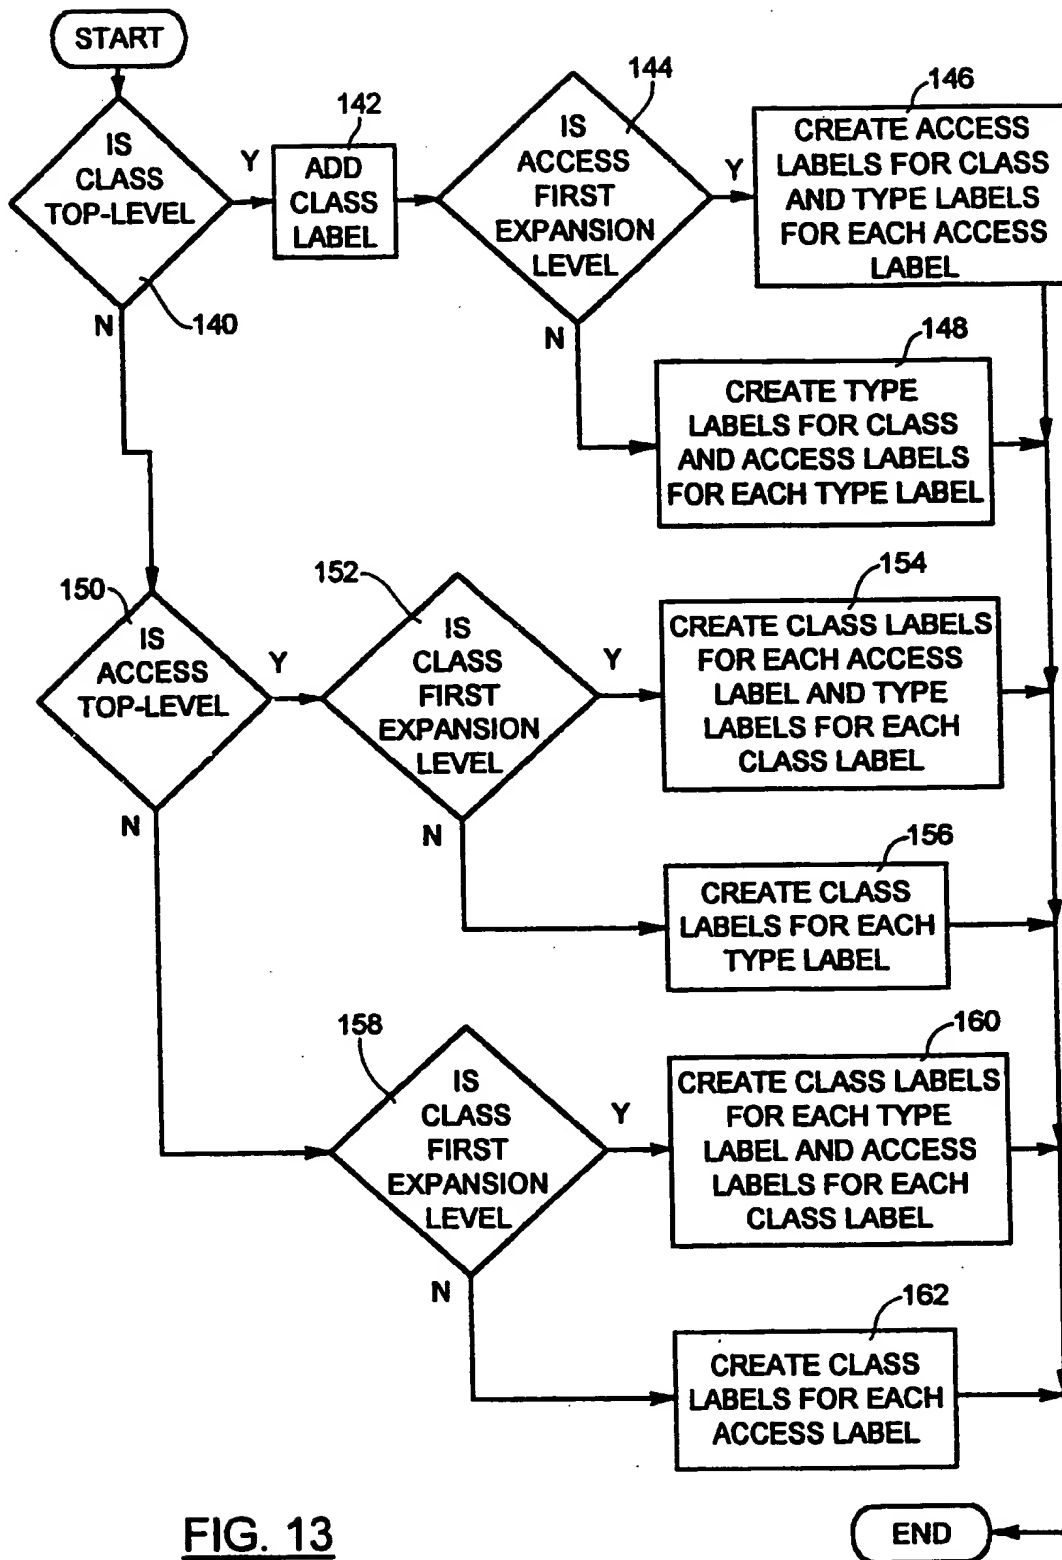 START
IS
CLASS
TOP-LEVEL
140
Y
N
142
ADD
CLASS
LABEL
144
IS
ACCESS
FIRST
EXPANSION
LEVEL
Y
N
146
CREATE ACCESS
LABELS FOR CLASS
AND TYPE LABELS
FOR EACH ACCESS
LABEL
148
CREATE TYPE
LABELS FOR CLASS
AND ACCESS LABELS
FOR EACH TYPE LABEL
150
IS
ACCESS
TOP-LEVEL
Y
N
152
IS
CLASS
FIRST
EXPANSION
LEVEL
Y
N
154
CREATE CLASS LABELS
FOR EACH ACCESS
LABEL AND TYPE
LABELS FOR EACH
CLASS LABEL
156
CREATE CLASS
LABELS FOR EACH
TYPE LABEL
158
IS
CLASS
FIRST
EXPANSION
LEVEL
Y
N
160
CREATE CLASS LABELS
FOR EACH TYPE
LABEL AND ACCESS
LABELS FOR EACH
CLASS LABEL
162
CREATE CLASS
LABELS FOR EACH
ACCESS LABEL
END
FIG. 13